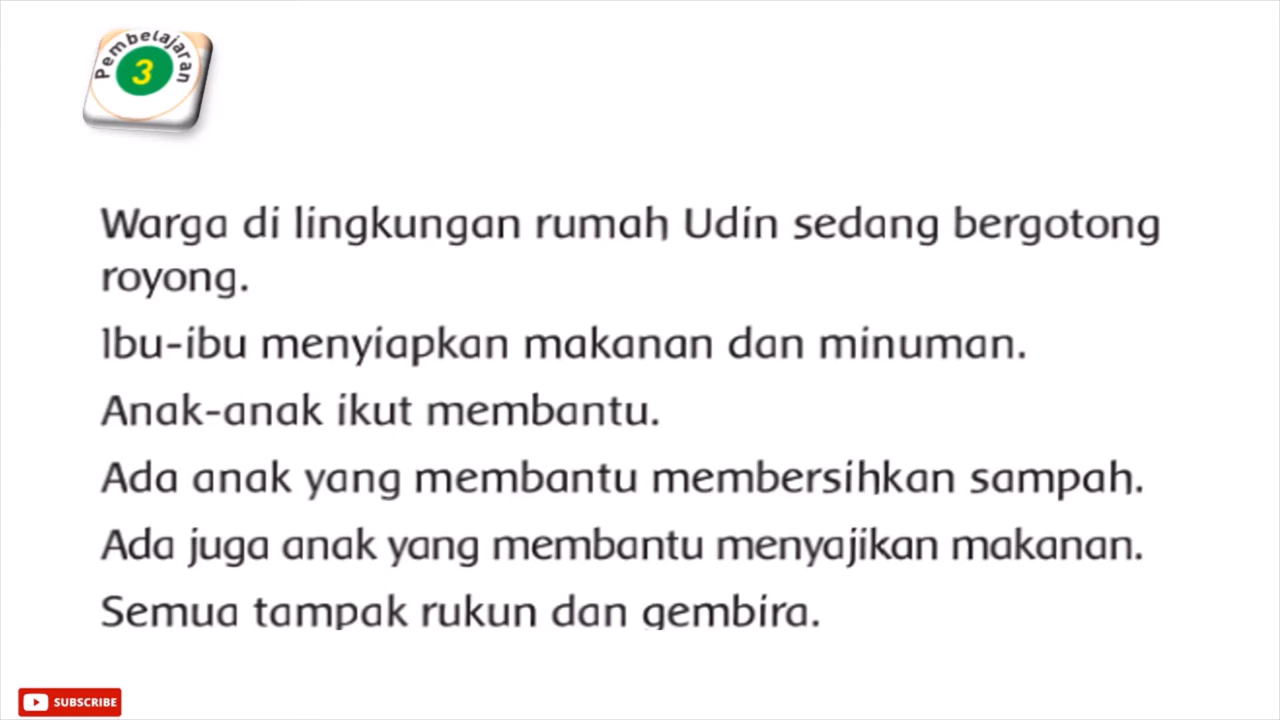 Pembelajaran
3
Warga di lingkungan rumah Udin sedang bergotong
royong.
Ibu-ibu menyiapkan makanan dan minuman.
Anak-anak ikut membantu.
Ada anak yang membantu membersihkan sampah.
Ada juga anak yang membantu menyajikan makanan.
Semua tampak rukun dan gembira.
SUBSCRIBE